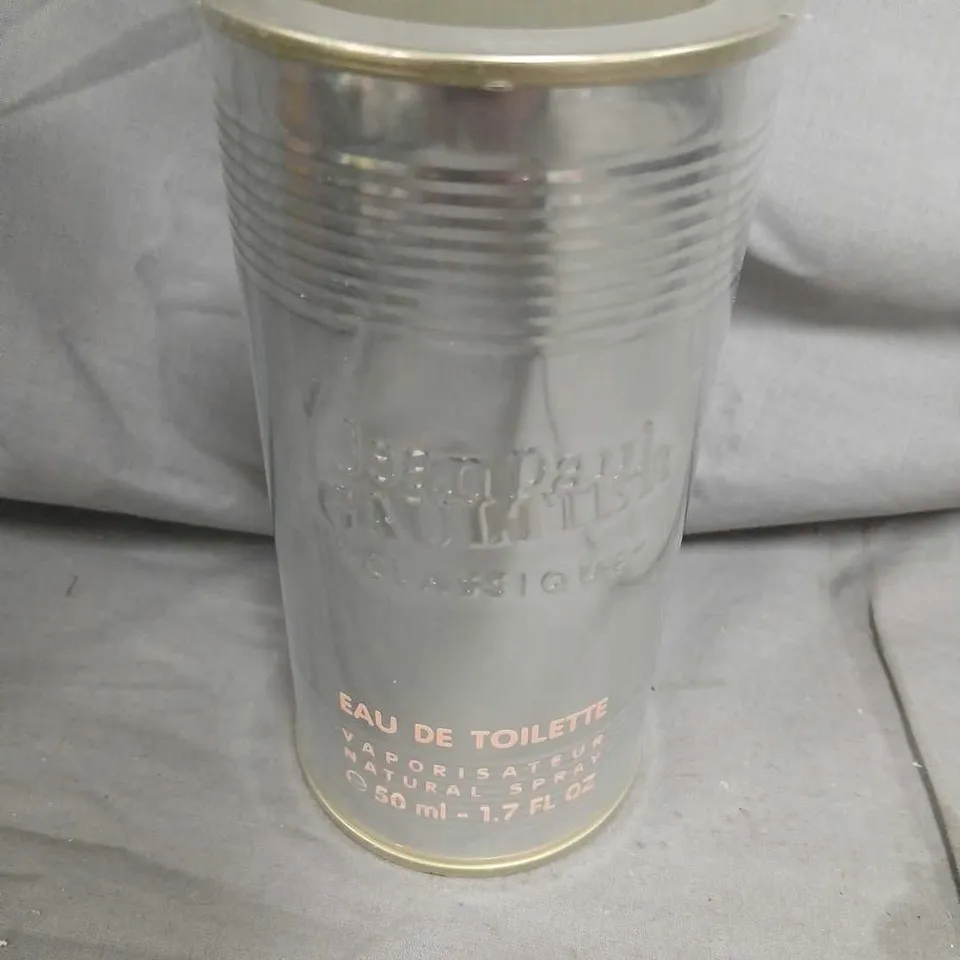 Jean paul
GAULTIER
"CLASSIQUE"
EAU DE TOILETTE
VAPORISATEUR
NATURAL SPRAY
℮ 50 ml - 1.7 FL OZ